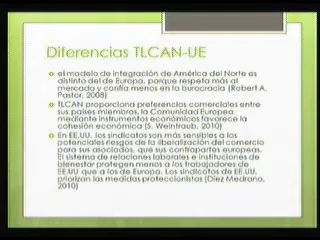 Diferencias TLCAN-UE
el modelo de integración de América del Norte es
distinto del de Europa, porque respeta más al
mercado y confía menos en la burocracia (Robert A.
Pastor, 2008)
TLCAN proporciona preferencias comerciales entre
sus países miembros, la Comunidad Europea
mediante instrumentos económicos favorece la
cohesión económica (S. Weintraub, 2010)
En EE.UU. los sindicatos son más sensibles a los
potenciales riesgos de la liberalización del comercio
para sus asociados, que sus contrapartes europeas.
El sistema de relaciones laborales e instituciones de
bienestar protegen menos a los trabajadores de
EE.UU que a los de Europa. Los sindicatos de EE.UU.
priorizan las medidas proteccionistas (Díez Medrano,
2010)